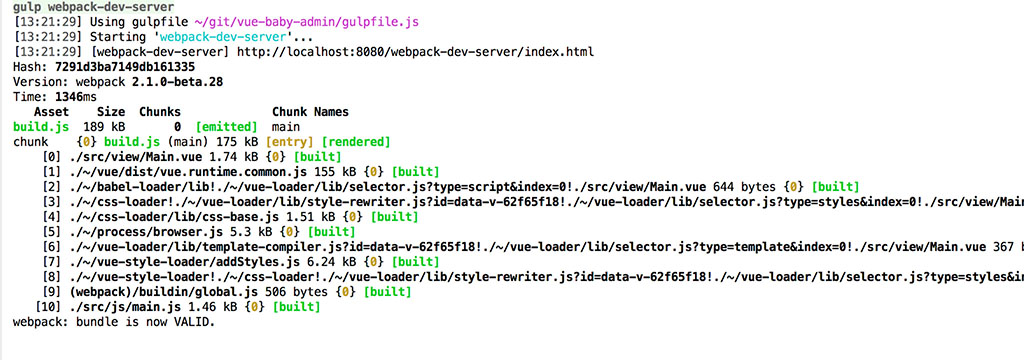 gulp webpack-dev-server
[13:21:29] Using gulpfile ~/git/vue-baby-admin/gulpfile.js
[13:21:29] Starting 'webpack-dev-server'...
[13:21:29] [webpack-dev-server] http://localhost:8080/webpack-dev-server/index.html
Hash: 7291d3ba7149db161335
Version: webpack 2.1.0-beta.28
Time: 1346ms
Asset Size Chunks Chunk Names
build.js 189 kB 0 [emitted] main
chunk {0} build.js (main) 175 kB [entry] [rendered]
[0] ./src/view/Main.vue 1.74 kB {0} [built]
[1] ./~/vue/dist/vue.runtime.common.js 155 kB {0} [built]
[2] ./~/babel-loader/lib!./~/vue-loader/lib/selector.js?type=script&index=0!./src/view/Main.vue 644 bytes {0} [built]
[3] ./~/css-loader!./~/vue-loader/lib/style-rewriter.js?id=data-v-62f65f18!./~/vue-loader/lib/selector.js?type=styles&index=0!./src/view/Mai
[4] ./~/css-loader/lib/css-base.js 1.51 kB {0} [built]
[5] ./~/process/browser.js 5.3 kB {0} [built]
[6] ./~/vue-loader/lib/template-compiler.js?id=data-v-62f65f18!./~/vue-loader/lib/selector.js?type=template&index=0!./src/view/Main.vue 367 b
[7] ./~/vue-style-loader/addStyles.js 6.24 kB {0} [built]
[8] ./~/vue-style-loader!./~/css-loader!./~/vue-loader/lib/style-rewriter.js?id=data-v-62f65f18!./~/vue-loader/lib/selector.js?type=styles&in
[9] (webpack)/buildin/global.js 506 bytes {0} [built]
[10] ./src/js/main.js 1.46 kB {0} [built]
webpack: bundle is now VALID.